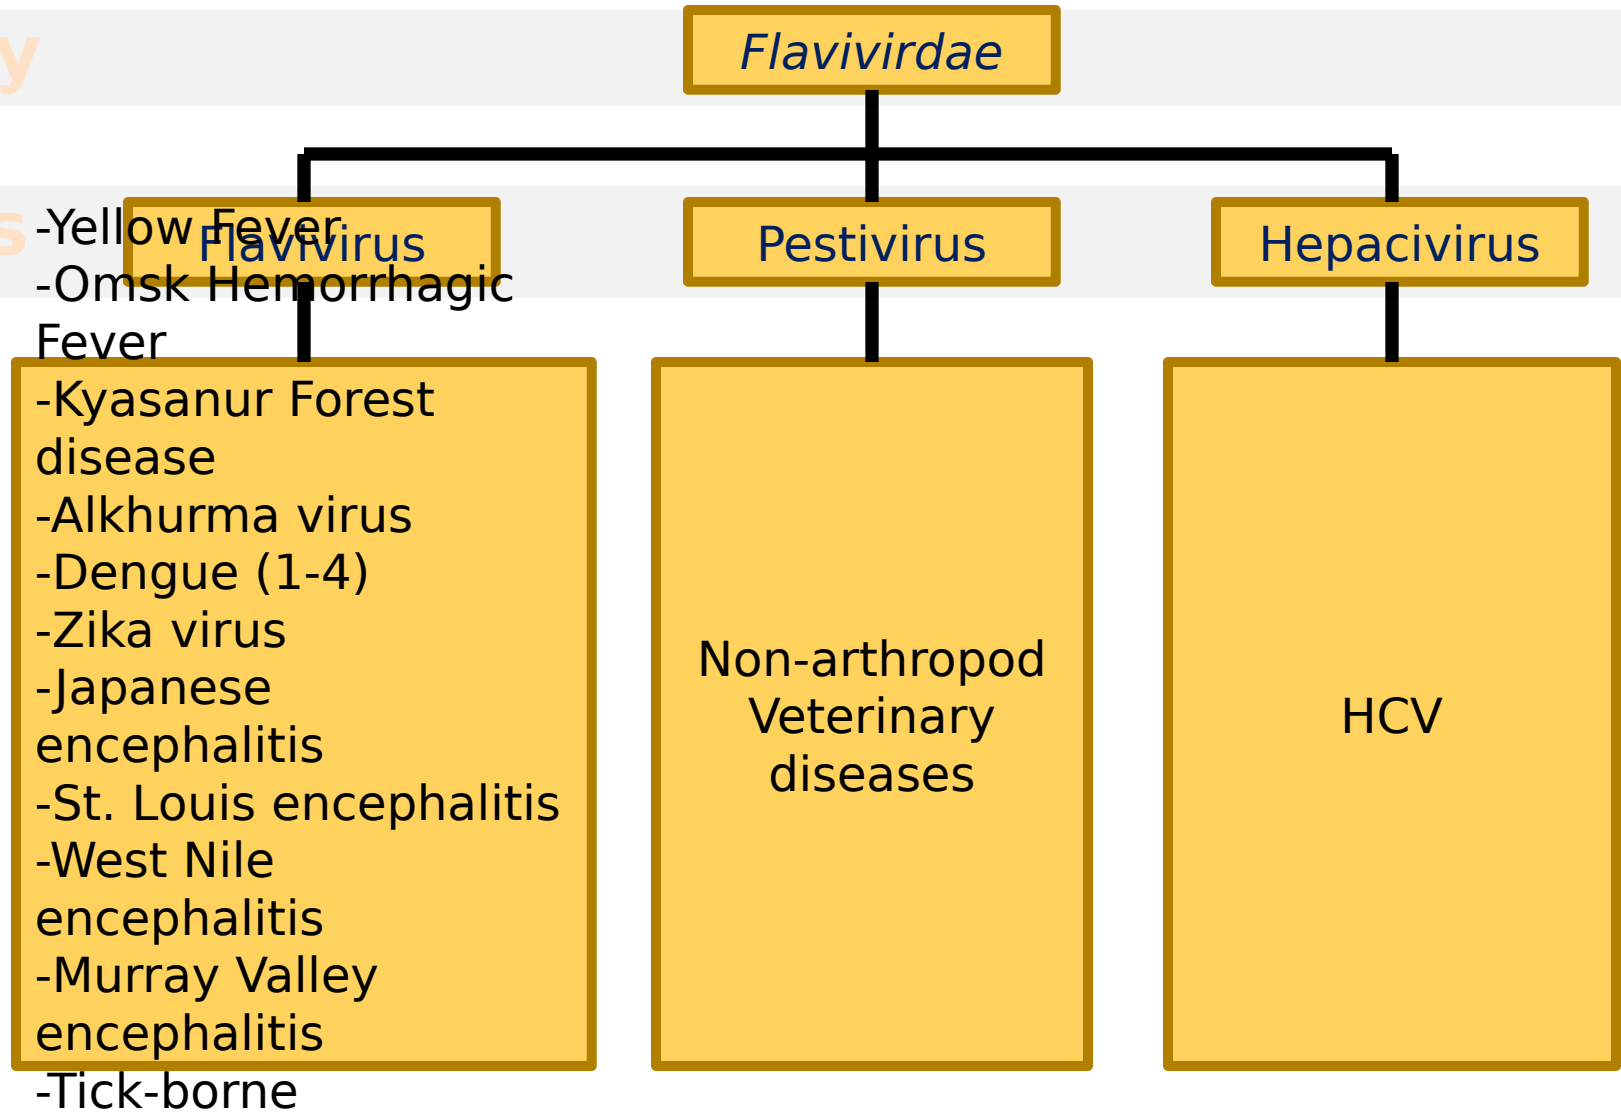 y
Flavivirdae
s
Flavivirus
Pestivirus
Hepacivirus
-Yellow Fever
-Omsk Hemorrhagic
Fever
-Kyasanur Forest
disease
-Alkhurma virus
-Dengue (1-4)
-Zika virus
-Japanese
encephalitis
-St. Louis encephalitis
-West Nile
encephalitis
-Murray Valley
encephalitis
-Tick-borne
Non-arthropod
Veterinary
diseases
HCV